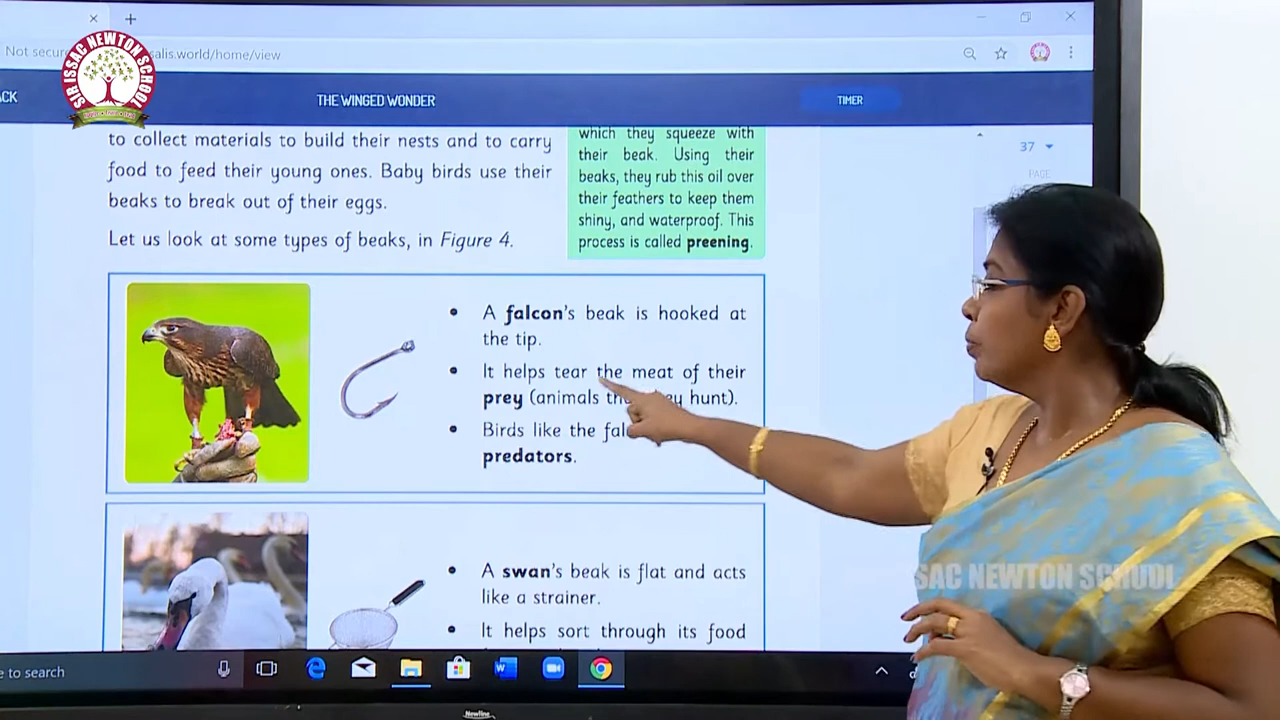 Not secur
salis.world/home/view
SIR ISSAC NEWTON SCHOOL
ACK
THE WINGED WONDER
TIMER
to collect materials to build their nests and to carry
food to feed their young ones. Baby birds use their
beaks to break out of their eggs.
Let us look at some types of beaks, in Figure 4.
which they squeeze with
their beak. Using their
beaks, they rub this oil over
their feathers to keep them
shiny, and waterproof. This
process is called preening.
37
PAGE
• A falcon's beak is hooked at
the tip.
• It helps tear the meat of their
prey (animals hunt).
• Birds like the
predators.
• A swan's beak is flat and acts
like a strainer.
• It helps sort through its food
SAC NEWTON SCHOOL
e to search
Newline